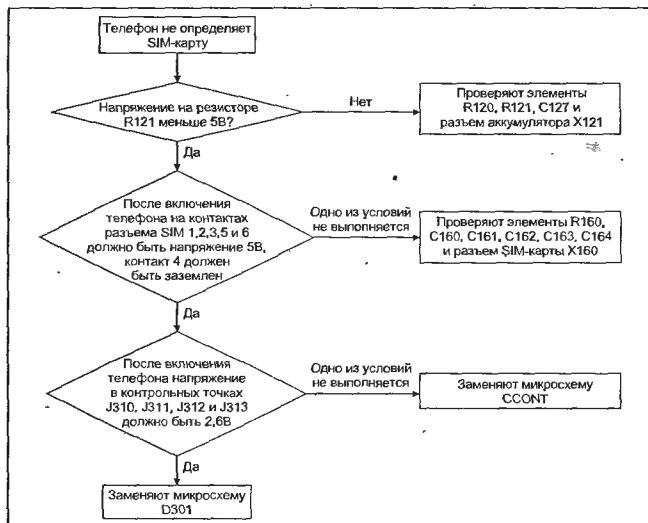 Телефон не определяет
SIM-карту
Напряжение на резисторе
R121 меньше 5В?
Нет
Проверяют элементы
R120, R121, C127 и
разъем аккумулятора X121
Да
После включения
телефона на контактах
разъема SIM 1,2,3,5 и 6
должно быть напряжение 5В,
контакт 4 должен
быть заземлен
Одно из условий
не выполняется
Проверяют элементы R160,
C160, C161, C162, C163, C164
и разъем SIM-карты X160
Да
После включения
телефона напряжение
в контрольных точках
J310, J311, J312 и J313
должно быть 2,6В
Одно из условий
не выполняется
Заменяют микросхему
CCONT
Да
Заменяют микросхему
D301